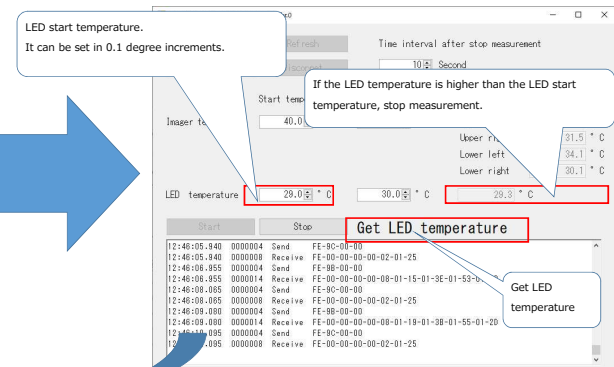 LED start temperature.
It can be set in 0.1 degree increments.
Refresh
Time interval after stop measurement
10 Second
If the LED temperature is higher than the LED start
temperature, stop measurement.
Start temp
Imager te
40.0
Upper ri
31.5 ° C
Lower left
34.1 ° C
Lower right
30.1 ° C
LED temperature
29.0 ° C
30.0 ° C
29.3 ° C
Start
Stop
Get LED temperature
12:46:05.940 0000004 Send FE-9C-00-00
12:46:05.940 0000008 Receive FE-00-00-00-00-02-01-25
12:46:06.955 0000004 Send FE-9B-00-00
12:46:06.955 0000014 Receive FE-00-00-00-00-08-01-15-01-3E-01-53-0
12:46:08.065 0000004 Send FE-9C-00-00
12:46:08.065 0000008 Receive FE-00-00-00-00-02-01-25
12:46:09.080 0000004 Send FE-9B-00-00
12:46:09.080 0000014 Receive FE-00-00-00-00-08-01-19-01-3B-01-55-01-2D
.095 0000004 Send FE-9C-00-00
.095 0000008 Receive FE-00-00-00-00-02-01-25
Get LED
temperature